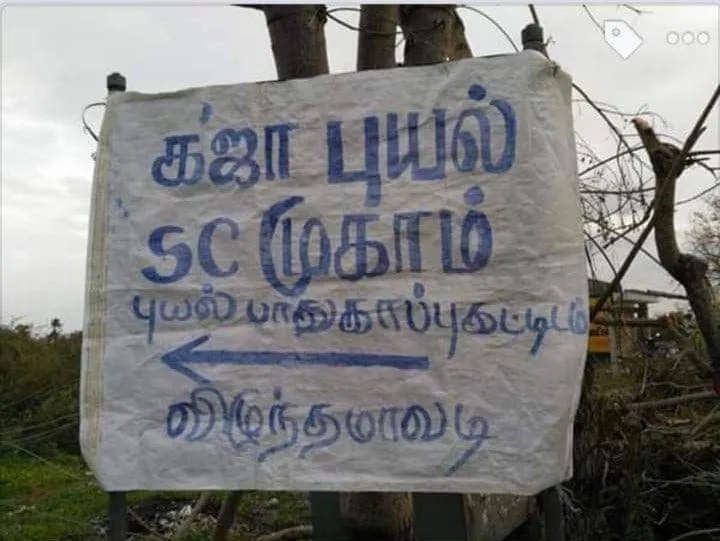 கஜா புயல்
SC முகாம்
புயல் பாதுகாப்பு கட்டிடம்
விழுந்தமாவடி